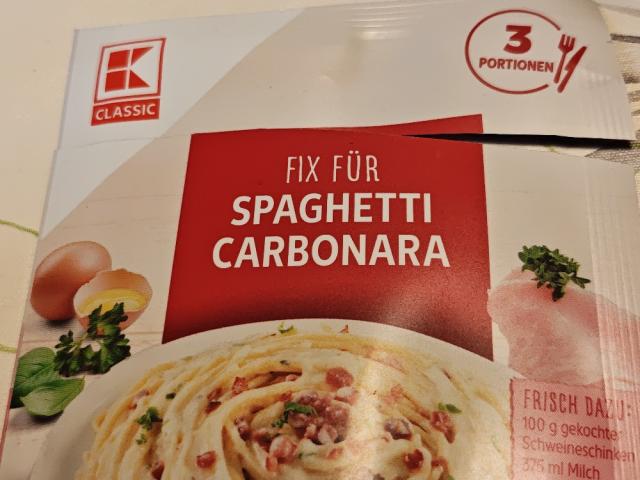 K
CLASSIC
3
PORTIONEN
FIX FÜR
SPAGHETTI
CARBONARA
FRISCH DAZU:
100 g gekochter
Schweineschinken
375 ml Milch